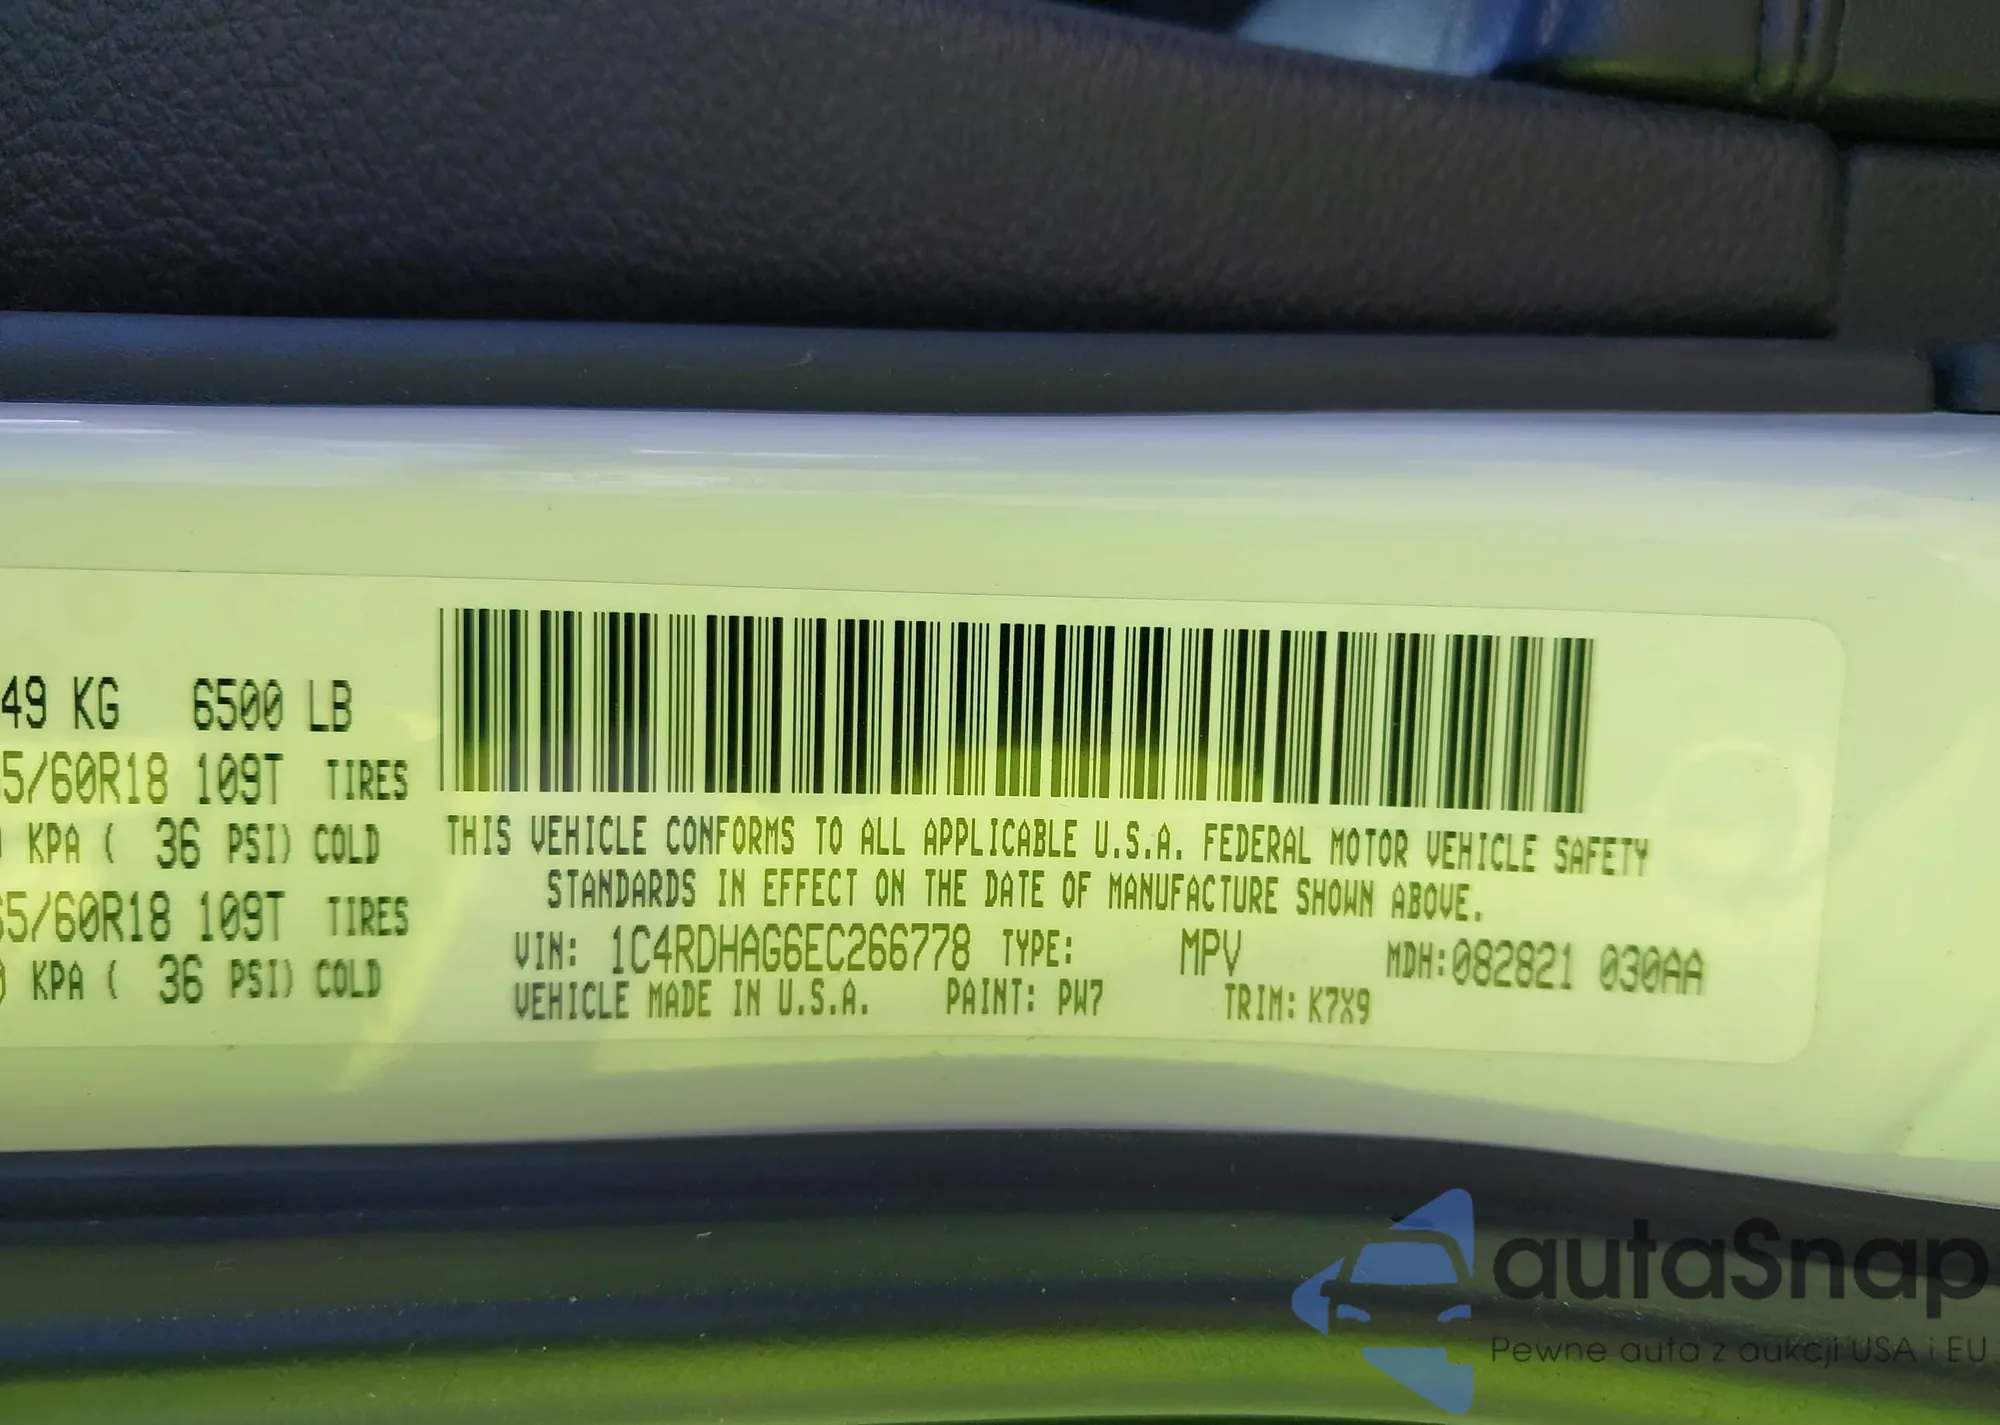 49 KG 6500 LB
5/60R18 109T TIRES
KPA ( 36 PSI) COLD
65/60R18 109T TIRES
KPA ( 36 PSI) COLD
THIS VEHICLE CONFORMS TO ALL APPLICABLE U.S.A. FEDERAL MOTOR VEHICLE SAFETY
STANDARDS IN EFFECT ON THE DATE OF MANUFACTURE SHOWN ABOVE.
VIN: 1C4RDHAG6EC266778 TYPE: MPV MDH:082821 030AA
VEHICLE MADE IN U.S.A. PAINT: PW7 TRIM: K7X9
autaSnap
Pewne auta z aukcji USA i EU